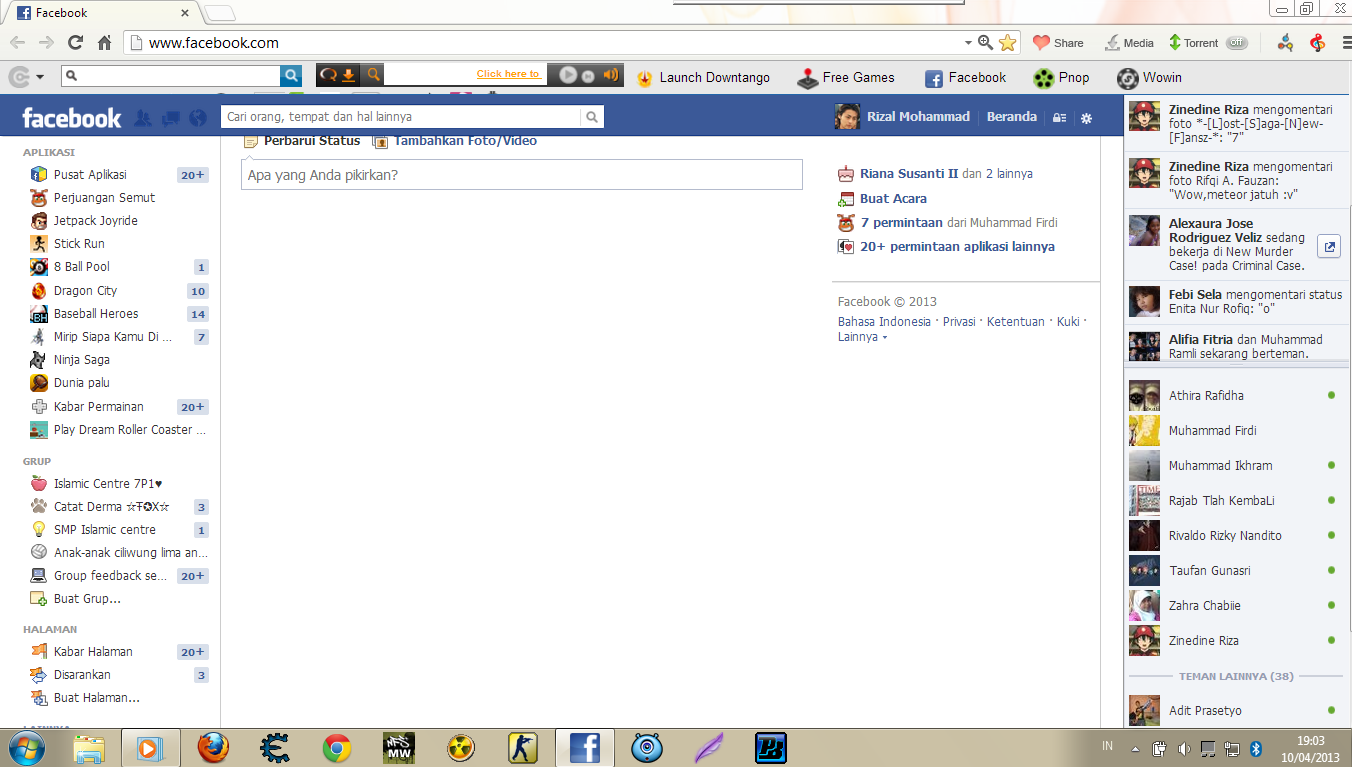 Facebook
www.facebook.com
Share
Media
Torrent
off
Click here to
Launch Downtango
Free Games
Facebook
Pnop
Wowin
facebook
Cari orang, tempat dan hal lainnya
Rizal Mohammad
Beranda
APLIKASI
Pusat Aplikasi 20+
Perjuangan Semut
Jetpack Joyride
Stick Run
8 Ball Pool 1
Dragon City 10
Baseball Heroes 14
Mirip Siapa Kamu Di ... 7
Ninja Saga
Dunia palu
Kabar Permainan 20+
Play Dream Roller Coaster ...
GRUP
Islamic Centre 7P1♥
Catat Derma ☆Ŧ✪X☆ 3
SMP Islamic centre 1
Anak-anak ciliwung lima an...
Group feedback se... 20+
Buat Grup...
HALAMAN
Kabar Halaman 20+
Disarankan 3
Buat Halaman...
Perbarui Status
Tambahkan Foto/Video
Apa yang Anda pikirkan?
Riana Susanti II dan 2 lainnya
Buat Acara
7 permintaan dari Muhammad Firdi
20+ permintaan aplikasi lainnya
Facebook © 2013
Bahasa Indonesia · Privasi · Ketentuan · Kuki ·
Lainnya
Zinedine Riza mengomentari
foto *-[L]ost-[S]aga-[N]ew-
[F]ansz-*: "7"
Zinedine Riza mengomentari
foto Rifqi A. Fauzan:
"Wow,meteor jatuh :v"
Alexaura Jose
Rodriguez Veliz sedang
bekerja di New Murder
Case! pada Criminal Case.
Febi Sela mengomentari status
Enita Nur Rofiq: "o"
Alifia Fitria dan Muhammad
Ramli sekarang berteman.
Athira Rafidha
Muhammad Firdi
Muhammad Ikhram
Rajab Tlah KembaLi
Rivaldo Rizky Nandito
Taufan Gunasri
Zahra Chabiie
Zinedine Riza
TEMAN LAINNYA (38)
Adit Prasetyo
NFS
MW
PB
IN
19:03
10/04/2013